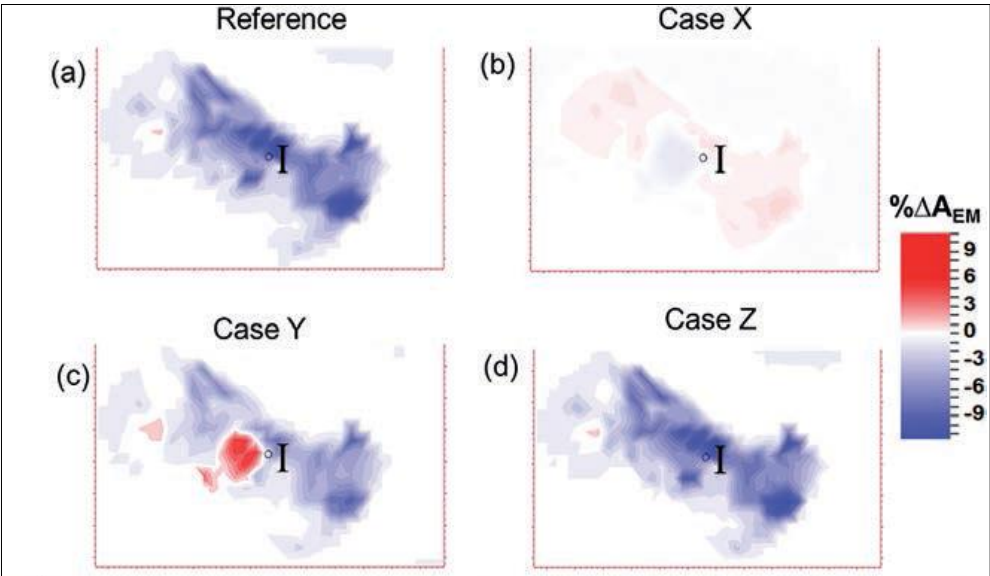 Reference
Case X
(a)
(b)
I
I
%ΔA_EM
9
6
3
0
-3
-6
-9
Case Y
Case Z
(c)
(d)
I
I